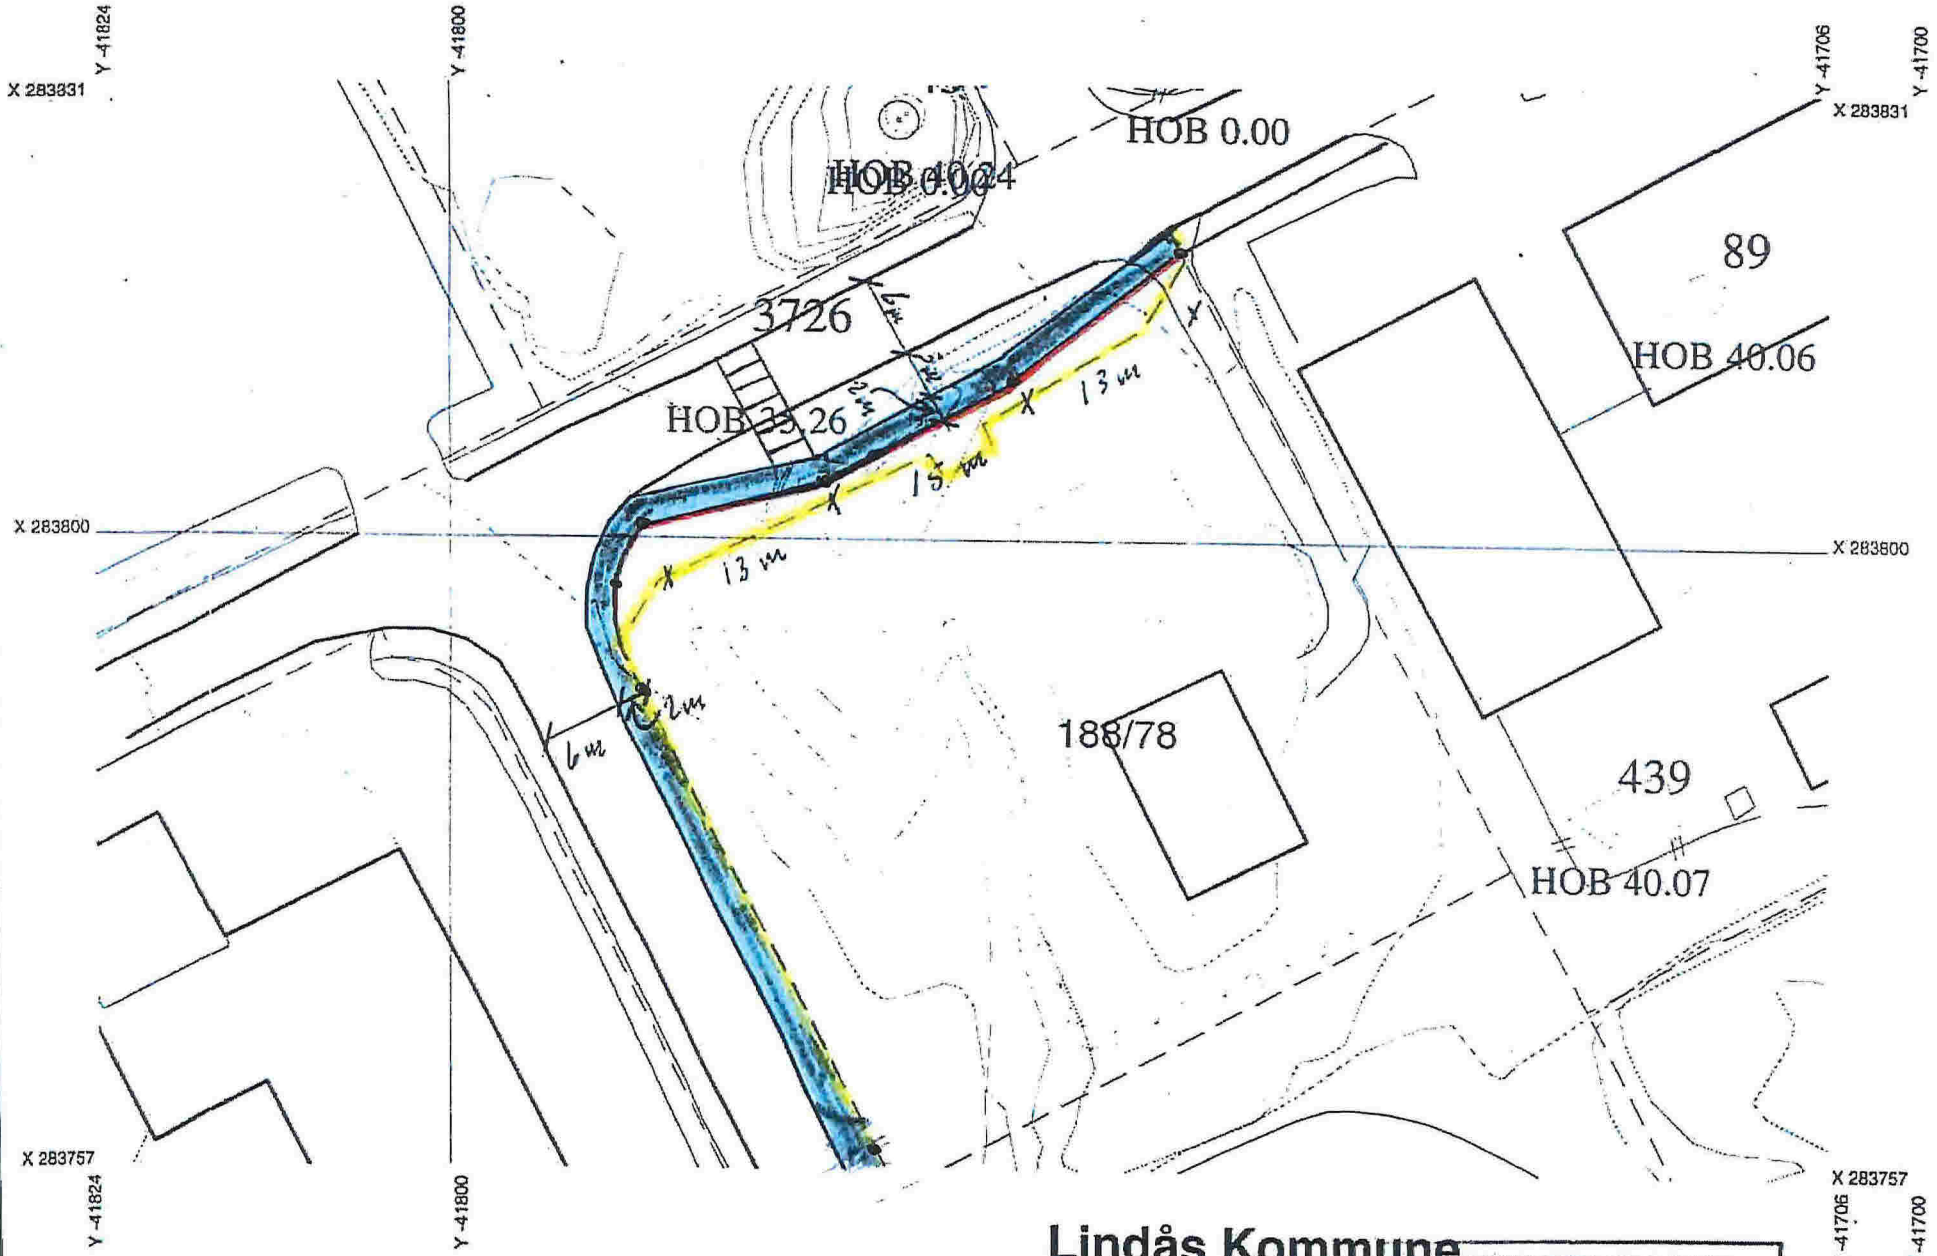 Y -41824
Y -41800
Y -41706
Y -41700
X 283831
X 283831
HOB 0.00
HOB 40.24
HOB 0.00
89
3726
6m
HOB 40.06
2m
2m
13 m
HOB 35.26
15 m
X 283800
X 283800
13 m
2m
6m
188/78
439
HOB 40.07
X 283757
X 283757
Y -41824
Y -41800
-41706
-41700
Lindås Kommune